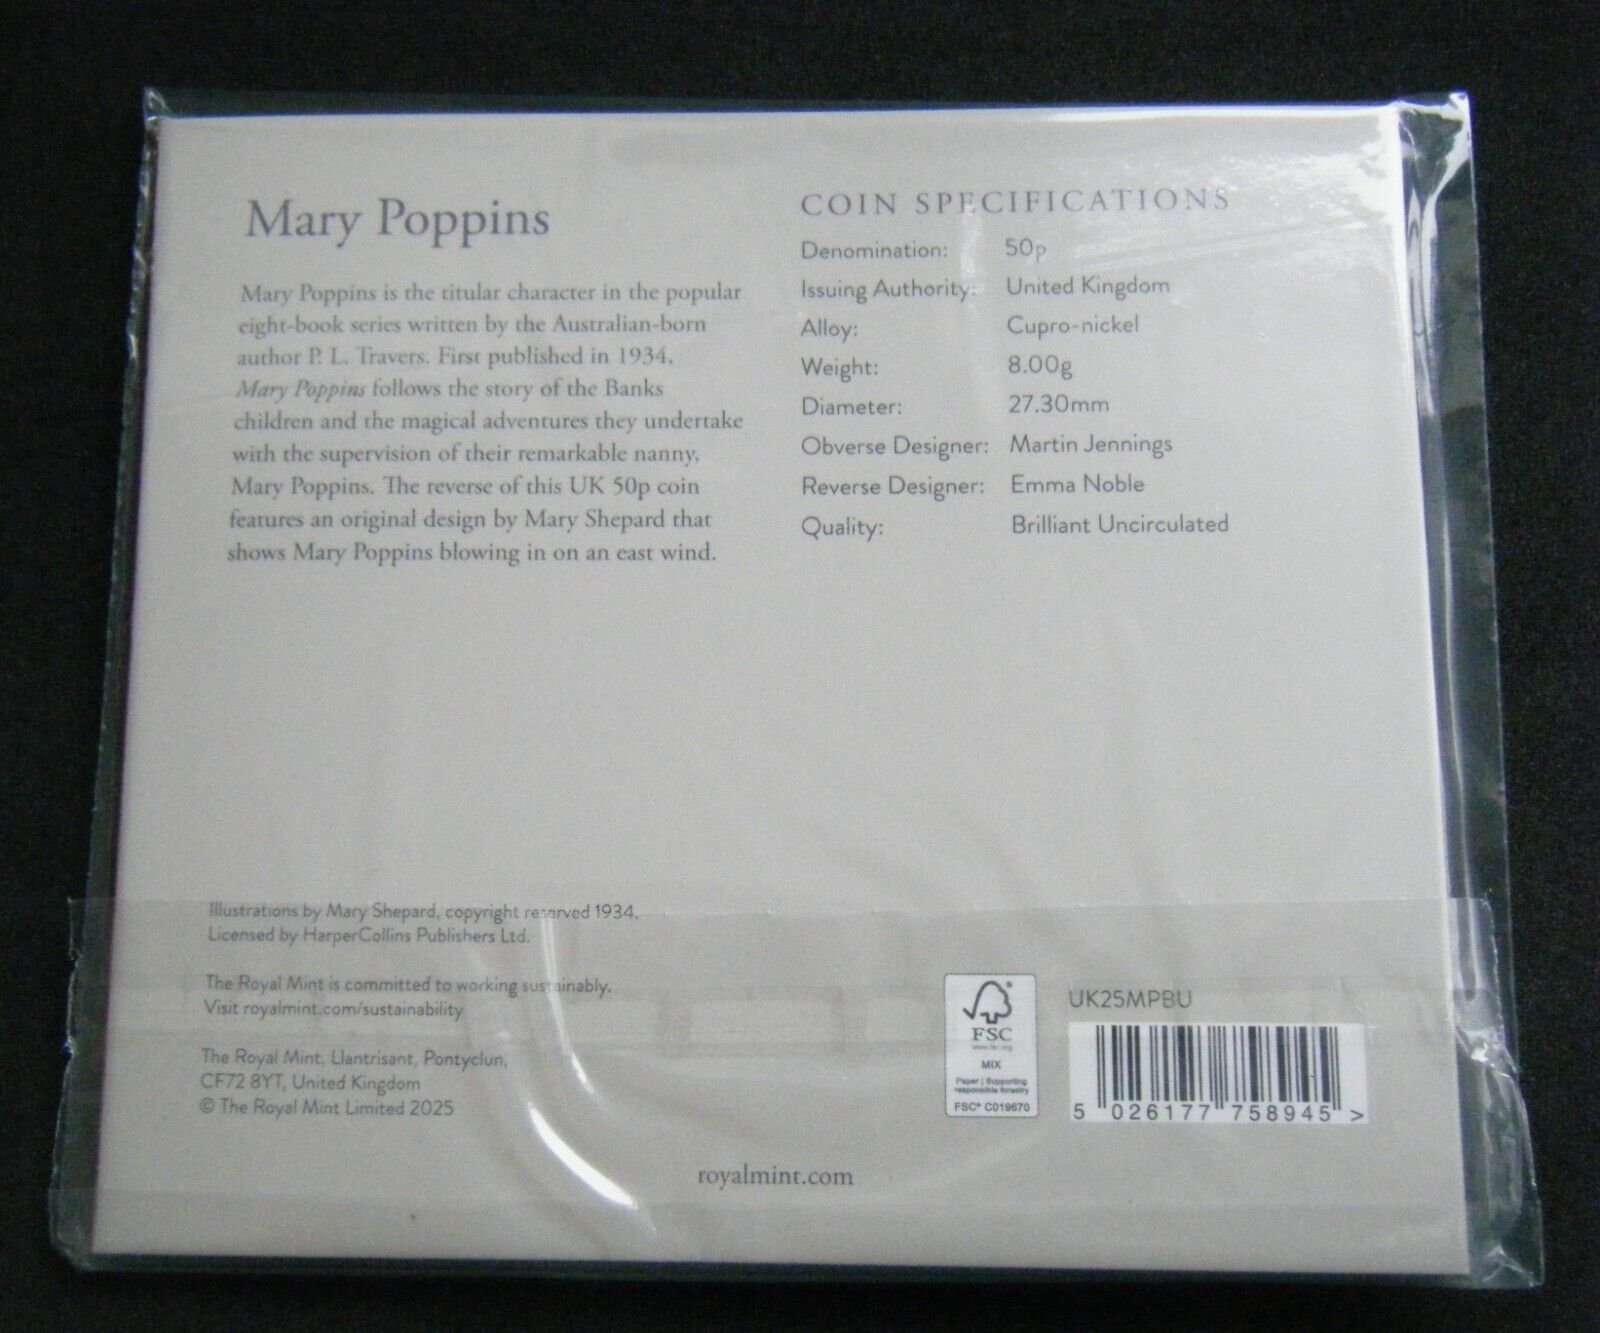 Mary Poppins
Mary Poppins is the titular character in the popular
eight-book series written by the Australian-born
author P. L. Travers. First published in 1934,
Mary Poppins follows the story of the Banks
children and the magical adventures they undertake
with the supervision of their remarkable nanny,
Mary Poppins. The reverse of this UK 50p coin
features an original design by Mary Shepard that
shows Mary Poppins blowing in on an east wind.
COIN SPECIFICATIONS
Denomination: 50p
Issuing Authority: United Kingdom
Alloy: Cupro-nickel
Weight: 8.00g
Diameter: 27.30mm
Obverse Designer: Martin Jennings
Reverse Designer: Emma Noble
Quality: Brilliant Uncirculated
Illustrations by Mary Shepard, copyright reserved 1934.
Licensed by HarperCollins Publishers Ltd.
The Royal Mint is committed to working sustainably.
Visit royalmint.com/sustainability
The Royal Mint, Llantrisant, Pontyclun,
CF72 8YT, United Kingdom
© The Royal Mint Limited 2025
FSC
www.fsc.org
MIX
Paper | Supporting
responsible forestry
FSC® C019670
UK25MPBU
5 026177 758945 >
royalmint.com